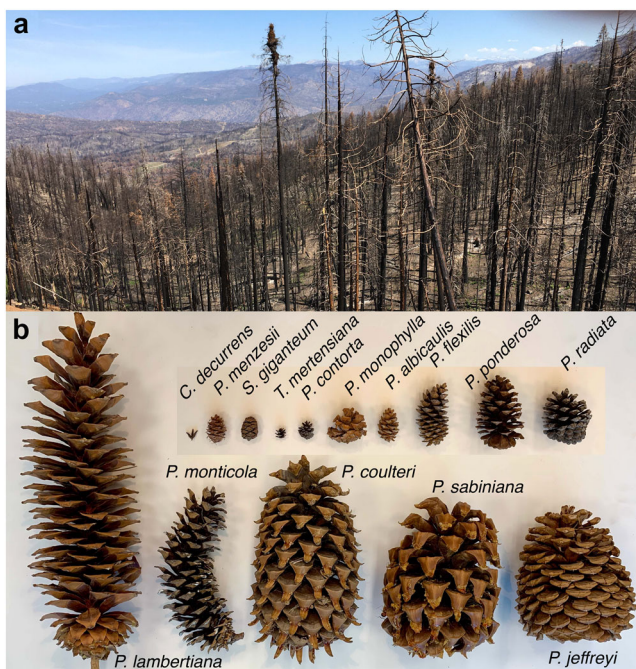 a
b
C. decurrens
P. menzesii
S. giganteum
T. mertensiana
P. contorta
P. monophylla
P. albicaulis
P. flexilis
P. ponderosa
P. radiata
P. monticola
P. coulteri
P. sabiniana
P. lambertiana
P. jeffreyi